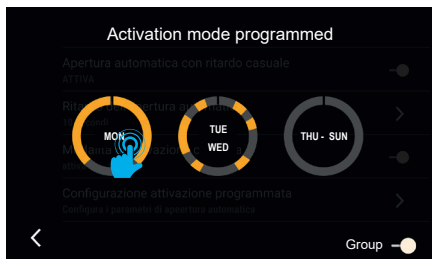 Activation mode programmed
Apertura automatica con ritardo casuale
ATTIVA
MON
TUE
WED
THU - SUN
Configurazione attivazione programmata
Configura i parametri di apertura automatica
Group